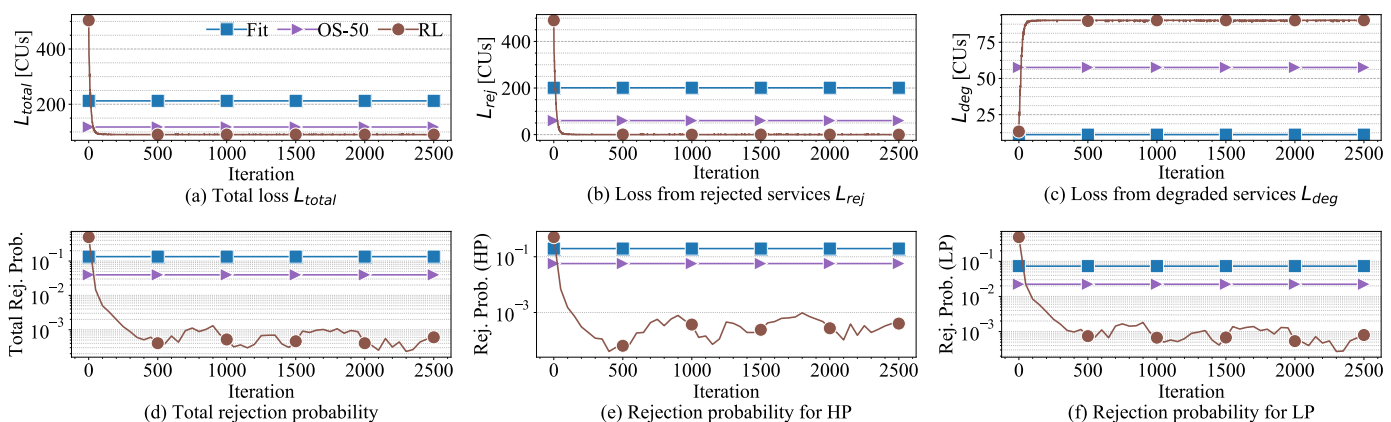 Fit OS-50 RL
L_total [CUs]
400
200
0 500 1000 1500 2000 2500
Iteration
(a) Total loss L_total
L_rej [CUs]
400
200
0
0 500 1000 1500 2000 2500
Iteration
(b) Loss from rejected services L_rej
L_deg [CUs]
75
50
25
0 500 1000 1500 2000 2500
Iteration
(c) Loss from degraded services L_deg
Total Rej. Prob.
10⁻¹
10⁻²
10⁻³
0 500 1000 1500 2000 2500
Iteration
(d) Total rejection probability
Rej. Prob. (HP)
10⁻¹
10⁻³
0 500 1000 1500 2000 2500
Iteration
(e) Rejection probability for HP
Rej. Prob. (LP)
10⁻¹
10⁻²
10⁻³
0 500 1000 1500 2000 2500
Iteration
(f) Rejection probability for LP